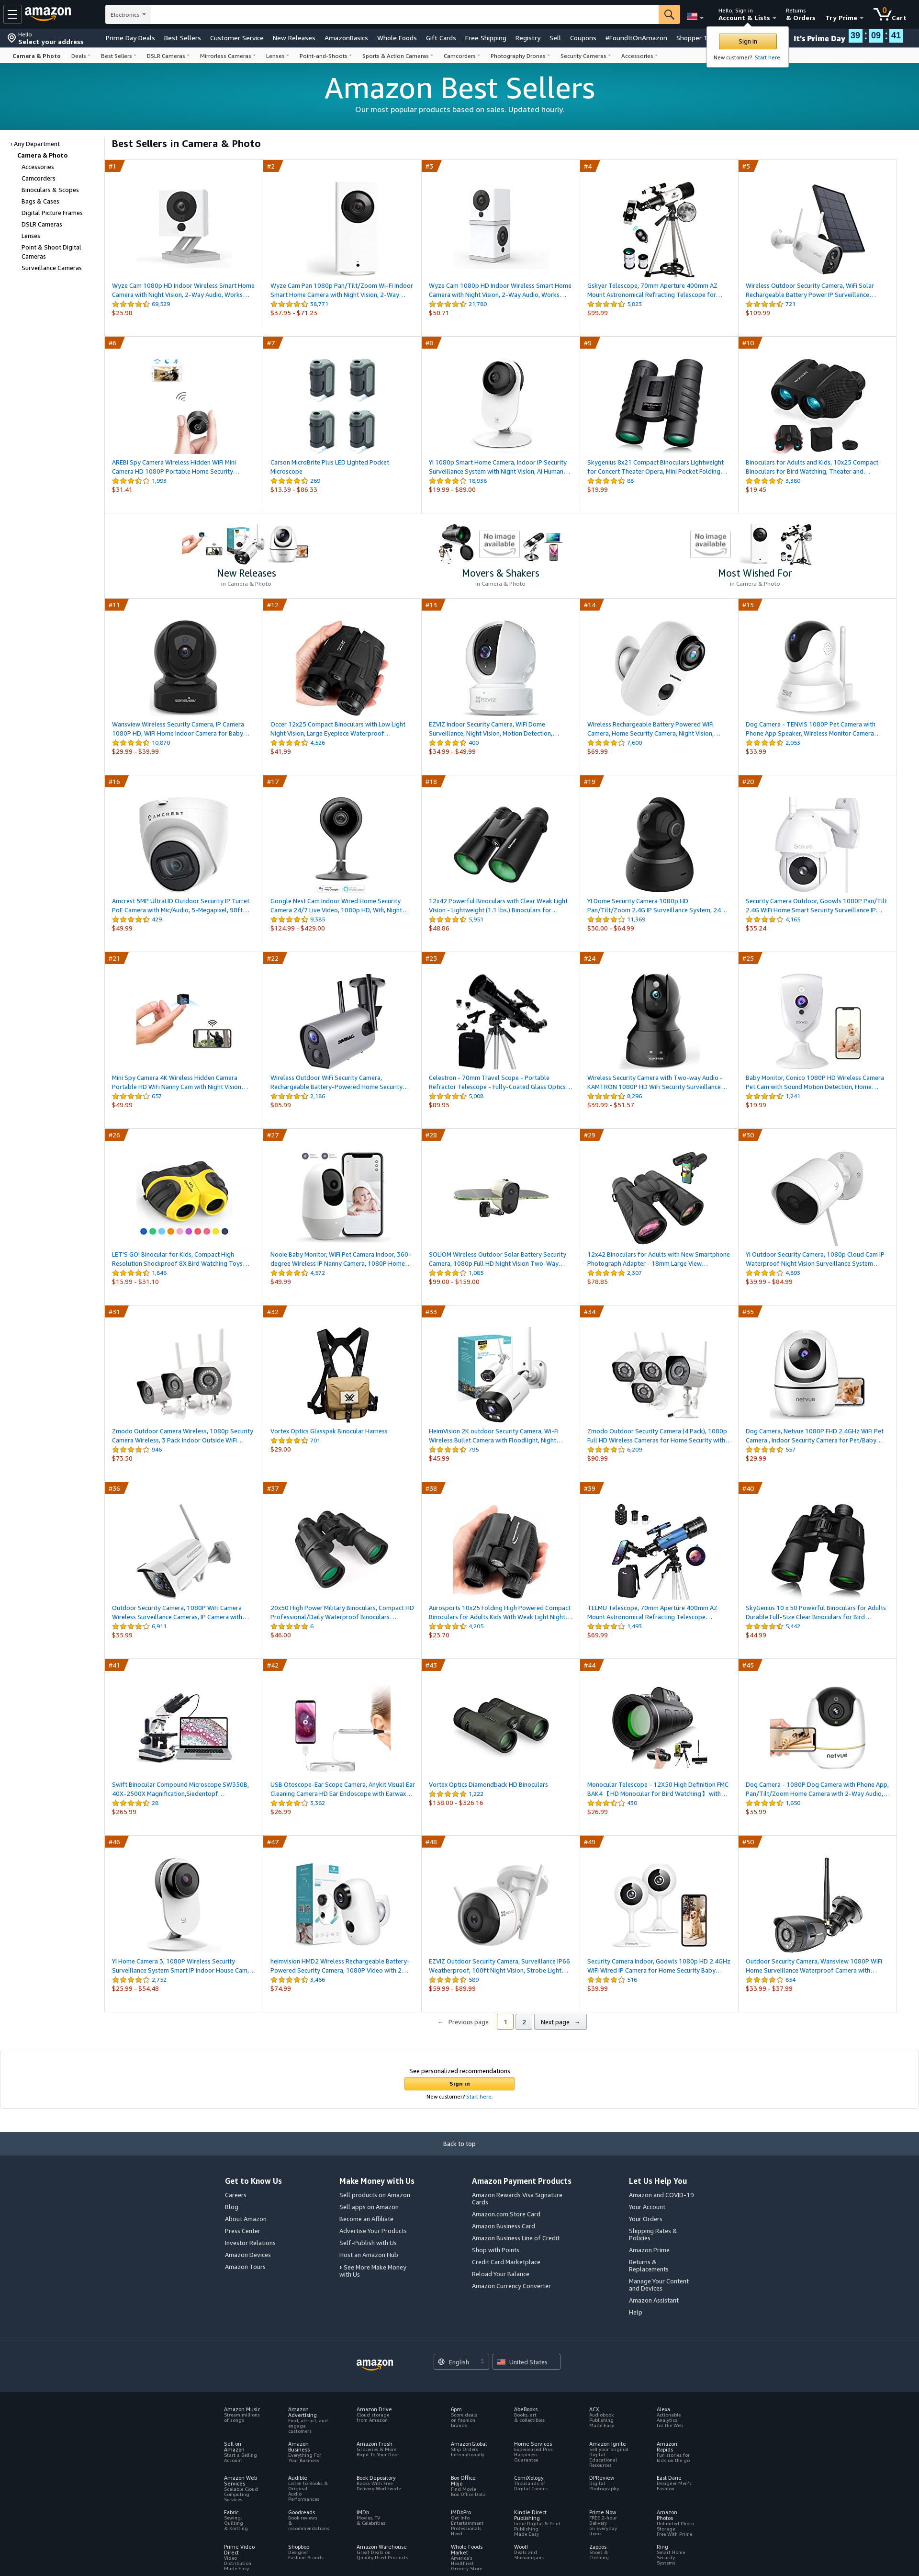 amazon
Electronics
Hello, Sign in
Account & Lists
Returns
& Orders
Try Prime
0
Cart
Hello
Select your address
Prime Day Deals Best Sellers Customer Service New Releases AmazonBasics Whole Foods Gift Cards Free Shipping Registry Sell Coupons #FoundItOnAmazon Shopper T
It's Prime Day 39 : 09 : 41
Sign in
New customer? Start here.
Camera & Photo Deals Best Sellers DSLR Cameras Mirrorless Cameras Lenses Point-and-Shoots Sports & Action Cameras Camcorders Photography Drones Security Cameras Accessories
Amazon Best Sellers
Our most popular products based on sales. Updated hourly.
‹ Any Department
Camera & Photo
Accessories
Camcorders
Binoculars & Scopes
Bags & Cases
Digital Picture Frames
DSLR Cameras
Lenses
Point & Shoot Digital
Cameras
Surveillance Cameras
Best Sellers in Camera & Photo
#1
Wyze Cam 1080p HD Indoor Wireless Smart Home
Camera with Night Vision, 2-Way Audio, Works…
69,529
$25.98
#2
Wyze Cam Pan 1080p Pan/Tilt/Zoom Wi-Fi Indoor
Smart Home Camera with Night Vision, 2-Way…
38,771
$37.95 - $71.23
#3
Wyze Cam 1080p HD Indoor Wireless Smart Home
Camera with Night Vision, 2-Way Audio, Works…
21,780
$50.71
#4
Gskyer Telescope, 70mm Aperture 400mm AZ
Mount Astronomical Refracting Telescope for…
5,823
$99.99
#5
Wireless Outdoor Security Camera, WiFi Solar
Rechargeable Battery Power IP Surveillance…
721
$109.99
#6
AREBI Spy Camera Wireless Hidden WiFi Mini
Camera HD 1080P Portable Home Security…
1,993
$31.41
#7
Carson MicroBrite Plus LED Lighted Pocket
Microscope
269
$13.39 - $86.33
#8
YI 1080p Smart Home Camera, Indoor IP Security
Surveillance System with Night Vision, AI Human…
18,938
$19.99 - $89.00
#9
Skygenius 8x21 Compact Binoculars Lightweight
for Concert Theater Opera, Mini Pocket Folding…
88
$19.99
#10
Binoculars for Adults and Kids, 10x25 Compact
Binoculars for Bird Watching, Theater and…
3,380
$19.45
New Releases
in Camera & Photo
No image
available
Movers & Shakers
in Camera & Photo
No image
available
Most Wished For
in Camera & Photo
#11
Wansview Wireless Security Camera, IP Camera
1080P HD, WiFi Home Indoor Camera for Baby…
10,870
$29.99 - $39.99
#12
Occer 12x25 Compact Binoculars with Low Light
Night Vision, Large Eyepiece Waterproof…
4,526
$41.99
#13
EZVIZ Indoor Security Camera, WiFi Dome
Surveillance, Night Vision, Motion Detection,…
400
$34.99 - $49.99
#14
Wireless Rechargeable Battery Powered WiFi
Camera, Home Security Camera, Night Vision,…
7,600
$69.99
#15
Dog Camera - TENVIS 1080P Pet Camera with
Phone App Speaker, Wireless Monitor Camera…
2,053
$33.99
#16
AMCREST
Amcrest 5MP UltraHD Outdoor Security IP Turret
PoE Camera with Mic/Audio, 5-Megapixel, 98ft…
429
$49.99
#17
Google Nest Cam Indoor Wired Home Security
Camera 24/7 Live Video, 1080p HD, Wifi, Night…
9,383
$124.99 - $429.00
#18
12x42 Powerful Binoculars with Clear Weak Light
Vision - Lightweight (1.1 lbs.) Binoculars for…
5,951
$48.86
#19
YI Dome Security Camera 1080p HD
Pan/Tilt/Zoom 2.4G IP Surveillance System, 24…
11,369
$30.00 - $64.99
#20
Security Camera Outdoor, Goowls 1080P Pan/Tilt
2.4G WiFi Home Smart Security Surveillance IP…
4,165
$35.24
#21
Mini Spy Camera 4K Wireless Hidden Camera
Portable HD WiFi Nanny Cam with Night Vision…
657
$49.99
#22
Wireless Outdoor WiFi Security Camera,
Rechargeable Battery-Powered Home Security…
2,186
$85.99
#23
Celestron - 70mm Travel Scope - Portable
Refractor Telescope - Fully-Coated Glass Optics…
5,008
$89.95
#24
Wireless Security Camera with Two-way Audio -
KAMTRON 1080P HD WiFi Security Surveillance…
8,296
$39.99 - $51.57
#25
Baby Monitor, Conico 1080P HD Wireless Camera
Pet Cam with Sound Motion Detection, Home…
1,241
$19.99
#26
LET'S GO! Binocular for Kids, Compact High
Resolution Shockproof 8X Bird Watching Toys…
1,646
$15.99 - $31.10
#27
Nooie Baby Monitor, WiFi Pet Camera Indoor, 360-
degree Wireless IP Nanny Camera, 1080P Home…
4,572
$49.99
#28
SOLIOM Wireless Outdoor Solar Battery Security
Camera, 1080p Full HD Night Vision Two-Way…
1,085
$99.00 - $159.00
#29
12x42 Binoculars for Adults with New Smartphone
Photograph Adapter - 18mm Large View…
2,307
$78.85
#30
YI Outdoor Security Camera, 1080p Cloud Cam IP
Waterproof Night Vision Surveillance System…
4,893
$39.99 - $84.99
#31
Zmodo Outdoor Camera Wireless, 1080p Security
Camera Wireless, 3 Pack Indoor Outside WiFi…
946
$73.50
#32
Vortex Optics Glasspak Binocular Harness
701
$29.00
#33
HeimVision 2K outdoor Security Camera, Wi-Fi
Wireless Bullet Camera with Floodlight, Night…
795
$45.99
#34
Zmodo Outdoor Security Camera (4 Pack), 1080p
Full HD Wireless Cameras for Home Security with…
6,209
$90.99
#35
Dog Camera, Netvue 1080P FHD 2.4GHz WiFi Pet
Camera , Indoor Security Camera for Pet/Baby…
557
$29.99
#36
Outdoor Security Camera, 1080P WiFi Camera
Wireless Surveillance Cameras, IP Camera with…
6,911
$35.99
#37
20x50 High Power Military Binoculars, Compact HD
Professional/Daily Waterproof Binoculars…
6
$46.00
#38
Aurosports 10x25 Folding High Powered Compact
Binoculars for Adults Kids With Weak Light Night…
4,205
$23.70
#39
TELMU Telescope, 70mm Aperture 400mm AZ
Mount Astronomical Refracting Telescope…
1,493
$69.99
#40
SkyGenius 10 x 50 Powerful Binoculars for Adults
Durable Full-Size Clear Binoculars for Bird…
5,442
$44.99
#41
Swift Binocular Compound Microscope SW350B,
40X-2500X Magnification,Siedentopf…
28
$265.99
#42
USB Otoscope-Ear Scope Camera, Anykit Visual Ear
Cleaning Camera HD Ear Endoscope with Earwax…
3,362
$26.99
#43
Vortex Optics Diamondback HD Binoculars
1,222
$138.00 - $326.16
#44
Monocular Telescope - 12X50 High Definition FMC
BAK4【HD Monocular for Bird Watching】 with…
430
$26.99
#45
netvue
Dog Camera - 1080P Dog Camera with Phone App,
Pan/Tilt/Zoom Home Camera with 2-Way Audio,…
1,650
$35.99
#46
YI Home Camera 3, 1080P Wireless Security
Surveillance System Smart IP Indoor House Cam,…
2,752
$25.99 - $54.48
#47
heimvision HMD2 Wireless Rechargeable Battery-
Powered Security Camera, 1080P Video with 2…
3,466
$74.99
#48
EZVIZ Outdoor Security Camera, Surveillance IP66
Weatherproof, 100ft Night Vision, Strobe Light…
589
$59.99 - $89.99
#49
Security Camera Indoor, Goowls 1080p HD 2.4GHz
WiFi Wired IP Camera for Home Security Baby…
516
$39.99
#50
Outdoor Security Camera, Wansview 1080P WiFi
Home Surveillance Waterproof Camera with…
854
$33.99 - $37.99
← Previous page 1 2 Next page →
See personalized recommendations
Sign in
New customer? Start here.
Back to top
Get to Know Us
Careers
Blog
About Amazon
Press Center
Investor Relations
Amazon Devices
Amazon Tours
Make Money with Us
Sell products on Amazon
Sell apps on Amazon
Become an Affiliate
Advertise Your Products
Self-Publish with Us
Host an Amazon Hub
› See More Make Money
with Us
Amazon Payment Products
Amazon Rewards Visa Signature
Cards
Amazon.com Store Card
Amazon Business Card
Amazon Business Line of Credit
Shop with Points
Credit Card Marketplace
Reload Your Balance
Amazon Currency Converter
Let Us Help You
Amazon and COVID-19
Your Account
Your Orders
Shipping Rates &
Policies
Amazon Prime
Returns &
Replacements
Manage Your Content
and Devices
Amazon Assistant
Help
amazon
English
United States
Amazon Music
Stream millions
of songs
Amazon
Advertising
Find, attract, and
engage
customers
Amazon Drive
Cloud storage
from Amazon
6pm
Score deals
on fashion
brands
AbeBooks
Books, art
& collectibles
ACX
Audiobook
Publishing
Made Easy
Alexa
Actionable
Analytics
for the Web
Sell on
Amazon
Start a Selling
Account
Amazon
Business
Everything For
Your Business
Amazon Fresh
Groceries & More
Right To Your Door
AmazonGlobal
Ship Orders
Internationally
Home Services
Experienced Pros
Happiness
Guarantee
Amazon Ignite
Sell your original
Digital
Educational
Resources
Amazon
Rapids
Fun stories for
kids on the go
Amazon Web
Services
Scalable Cloud
Computing
Services
Audible
Listen to Books &
Original
Audio
Performances
Book Depository
Books With Free
Delivery Worldwide
Box Office
Mojo
Find Movie
Box Office Data
ComiXology
Thousands of
Digital Comics
DPReview
Digital
Photography
East Dane
Designer Men's
Fashion
Fabric
Sewing,
Quilting
& Knitting
Goodreads
Book reviews
&
recommendations
IMDb
Movies, TV
& Celebrities
IMDbPro
Get Info
Entertainment
Professionals
Need
Kindle Direct
Publishing
Indie Digital & Print
Publishing
Made Easy
Prime Now
FREE 2-hour
Delivery
on Everyday
Items
Amazon
Photos
Unlimited Photo
Storage
Free With Prime
Prime Video
Direct
Video
Distribution
Made Easy
Shopbop
Designer
Fashion Brands
Amazon Warehouse
Great Deals on
Quality Used Products
Whole Foods
Market
America's
Healthiest
Grocery Store
Woot!
Deals and
Shenanigans
Zappos
Shoes &
Clothing
Ring
Smart Home
Security
Systems